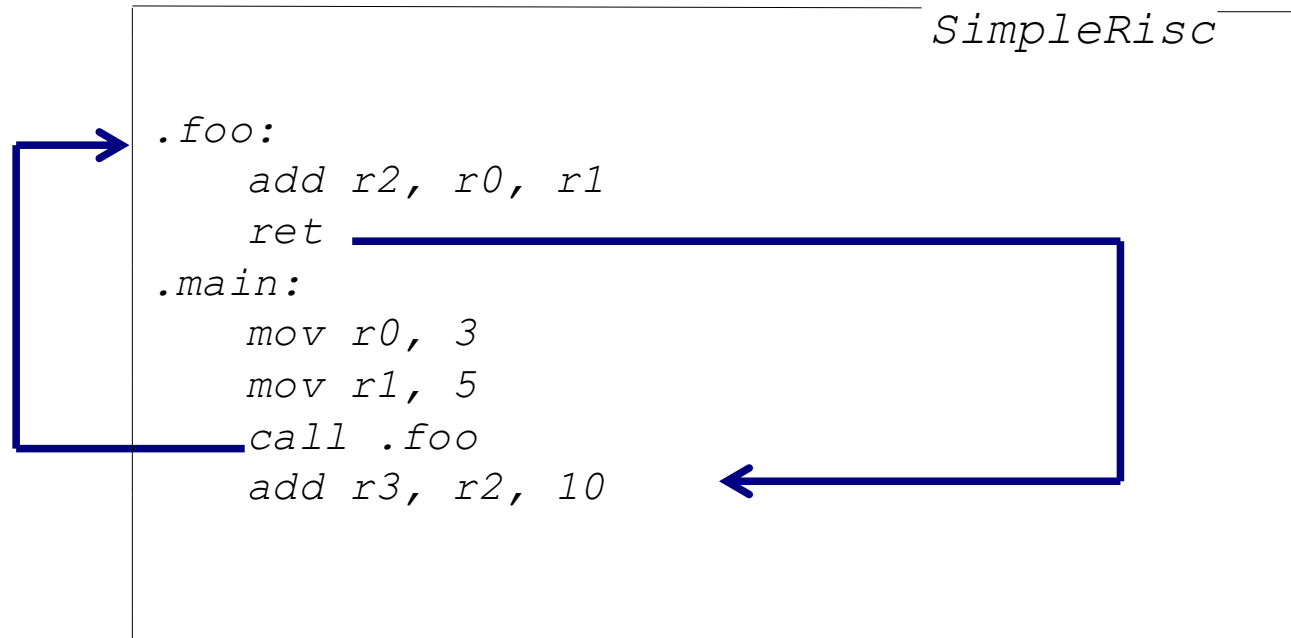 SimpleRisc
.foo:
add r2, r0, r1
ret
.main:
mov r0, 3
mov r1, 5
call .foo
add r3, r2, 10